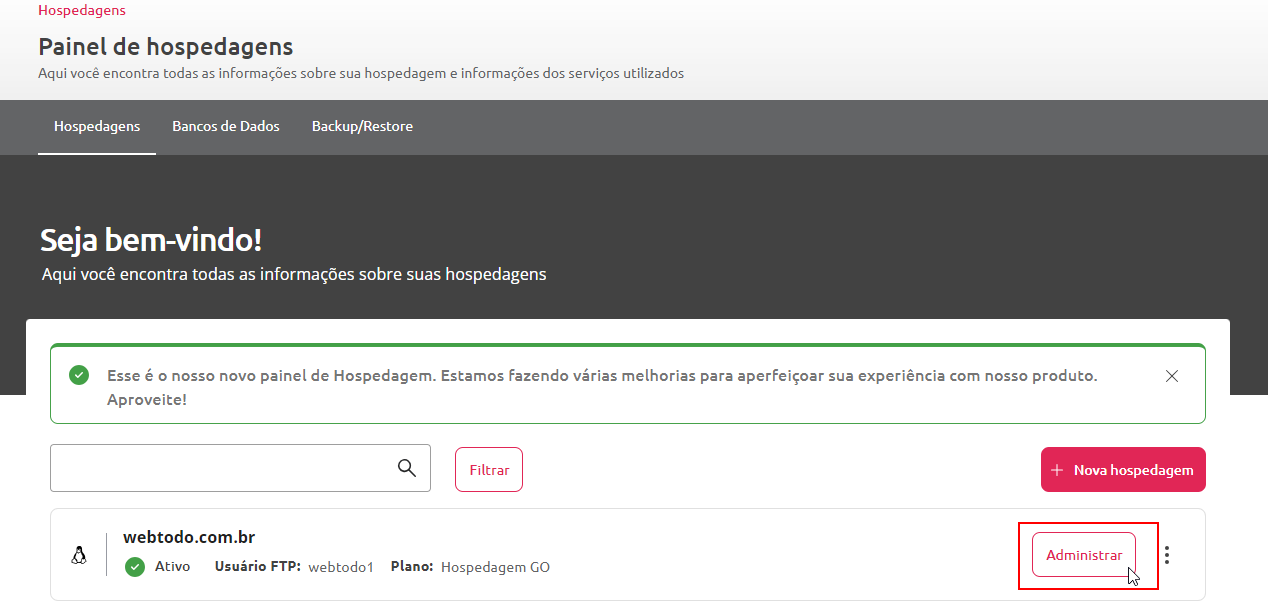 Hospedagens
Painel de hospedagens
Aqui você encontra todas as informações sobre sua hospedagem e informações dos serviços utilizados
Hospedagens Bancos de Dados Backup/Restore
Seja bem-vindo!
Aqui você encontra todas as informações sobre suas hospedagens
Esse é o nosso novo painel de Hospedagem. Estamos fazendo várias melhorias para aperfeiçoar sua experiência com nosso produto.
Aproveite!
Filtrar + Nova hospedagem
webtodo.com.br
Ativo Usuário FTP: webtodo1 Plano: Hospedagem GO Administrar